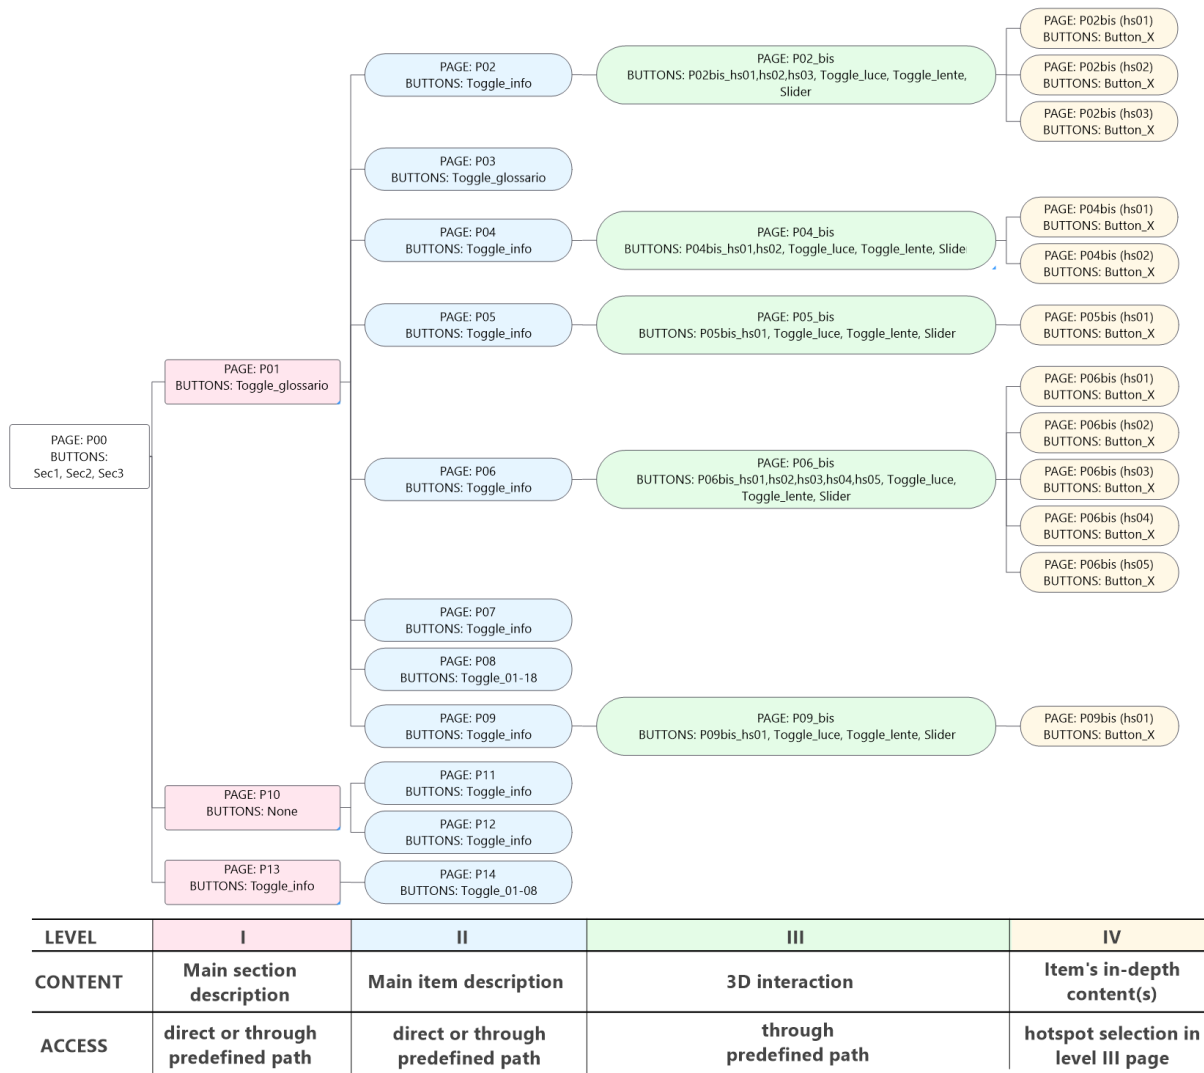 PAGE: P00
BUTTONS:
Sec1, Sec2, Sec3
PAGE: P01
BUTTONS: Toggle_glossario
PAGE: P02
BUTTONS: Toggle_info
PAGE: P02_bis
BUTTONS: P02bis_hs01,hs02,hs03, Toggle_luce, Toggle_lente,
Slider
PAGE: P02bis (hs01)
BUTTONS: Button_X
PAGE: P02bis (hs02)
BUTTONS: Button_X
PAGE: P02bis (hs03)
BUTTONS: Button_X
PAGE: P03
BUTTONS: Toggle_glossario
PAGE: P04
BUTTONS: Toggle_info
PAGE: P04_bis
BUTTONS: P04bis_hs01,hs02, Toggle_luce, Toggle_lente, Slide
PAGE: P04bis (hs01)
BUTTONS: Button_X
PAGE: P04bis (hs02)
BUTTONS: Button_X
PAGE: P05
BUTTONS: Toggle_info
PAGE: P05_bis
BUTTONS: P05bis_hs01, Toggle_luce, Toggle_lente, Slider
PAGE: P05bis (hs01)
BUTTONS: Button_X
PAGE: P06
BUTTONS: Toggle_info
PAGE: P06_bis
BUTTONS: P06bis_hs01,hs02,hs03,hs04,hs05, Toggle_luce,
Toggle_lente, Slider
PAGE: P06bis (hs01)
BUTTONS: Button_X
PAGE: P06bis (hs02)
BUTTONS: Button_X
PAGE: P06bis (hs03)
BUTTONS: Button_X
PAGE: P06bis (hs04)
BUTTONS: Button_X
PAGE: P06bis (hs05)
BUTTONS: Button_X
PAGE: P07
BUTTONS: Toggle_info
PAGE: P08
BUTTONS: Toggle_01-18
PAGE: P09
BUTTONS: Toggle_info
PAGE: P09_bis
BUTTONS: P09bis_hs01, Toggle_luce, Toggle_lente, Slider
PAGE: P09bis (hs01)
BUTTONS: Button_X
PAGE: P10
BUTTONS: None
PAGE: P11
BUTTONS: Toggle_info
PAGE: P12
BUTTONS: Toggle_info
PAGE: P13
BUTTONS: Toggle_info
PAGE: P14
BUTTONS: Toggle_01-08
LEVEL
I
II
III
IV
CONTENT
Main section
description
Main item description
3D interaction
Item's in-depth
content(s)
ACCESS
direct or through
predefined path
direct or through
predefined path
through
predefined path
hotspot selection in
level III page